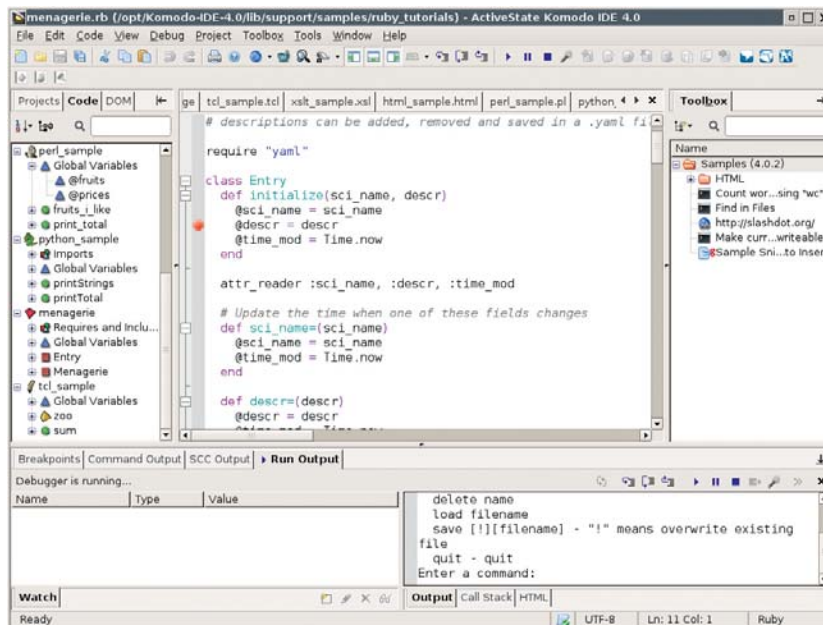 menagerie.rb (/opt/Komodo-IDE-4.0/lib/support/samples/ruby_tutorials) - ActiveState Komodo IDE 4.0
File Edit Code View Debug Project Toolbox Tools Window Help
Projects Code DOM
ge tcl_sample.tcl xslt_sample.xsl html_sample.html perl_sample.pl python_
Toolbox
perl_sample
Global Variables
@fruits
@prices
fruits_i_like
print_total
python_sample
Imports
Global Variables
printStrings
printTotal
menagerie
Requires and Inclu...
Global Variables
Entry
Menagerie
tcl_sample
Global Variables
zoo
sum
# descriptions can be added, removed and saved in a .yaml fi
require "yaml"
class Entry
def initialize(sci_name, descr)
@sci_name = sci_name
@descr = descr
@time_mod = Time.now
end
attr_reader :sci_name, :descr, :time_mod
# Update the time when one of these fields changes
def sci_name=(sci_name)
@sci_name = sci_name
@time_mod = Time.now
end
def descr=(descr)
@descr = descr
@time_mod = Time.now
Name
Samples (4.0.2)
HTML
Count wor...sing "wc"
Find in Files
http://slashdot.org/
Make curr...writeable
Sample Sni...to Inser
Breakpoints Command Output SCC Output Run Output
Debugger is running...
Name Type Value
delete name
load filename
save [!][filename] - "!" means overwrite existing
file
quit - quit
Enter a command:
Watch
Output Call Stack HTML
Ready
UTF-8 Ln: 11 Col: 1 Ruby